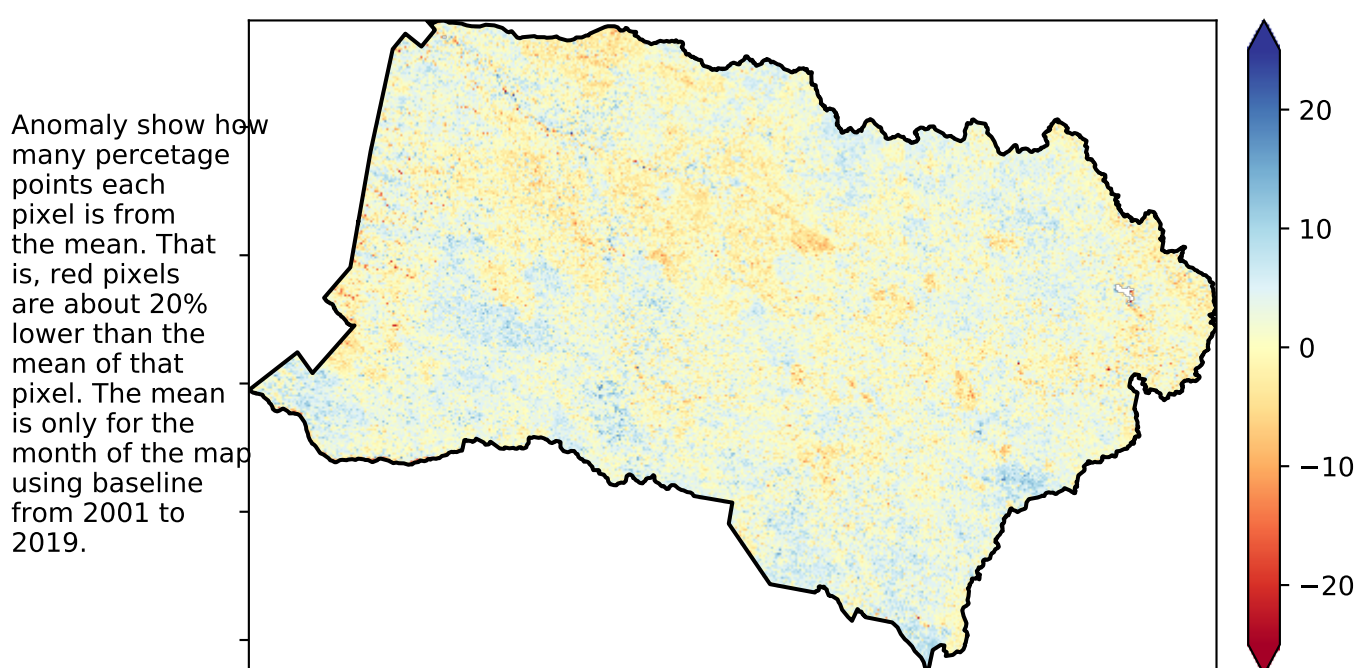 Anomaly show how
many percetage
points each
pixel is from
the mean. That
is, red pixels
are about 20%
lower than the
mean of that
pixel. The mean
is only for the
month of the map
using baseline
from 2001 to
2019.
20
10
0
−10
−20